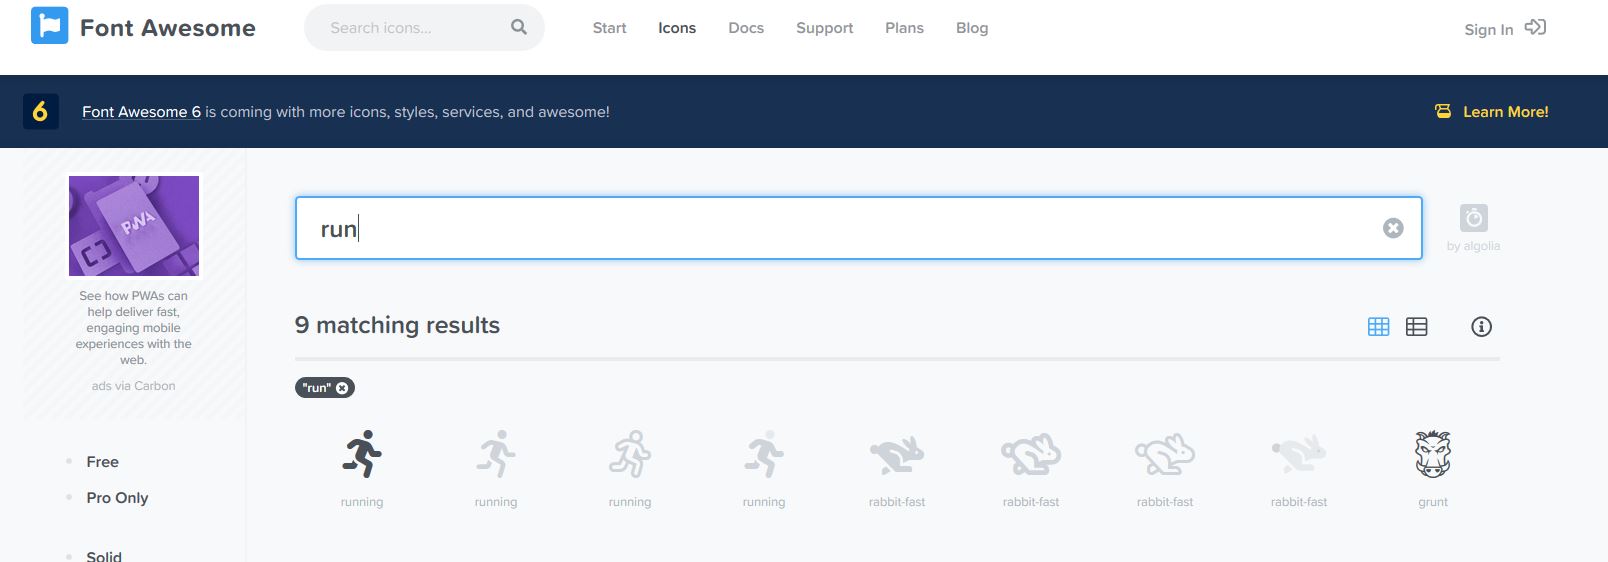 Font Awesome
Search icons...
Start Icons Docs Support Plans Blog
Sign In
6
Font Awesome 6 is coming with more icons, styles, services, and awesome!
Learn More!
PWA
See how PWAs can
help deliver fast,
engaging mobile
experiences with the
web.
ads via Carbon
Free
Pro Only
Solid
run
by algolia
9 matching results
"run"
running running running running rabbit-fast rabbit-fast rabbit-fast rabbit-fast grunt